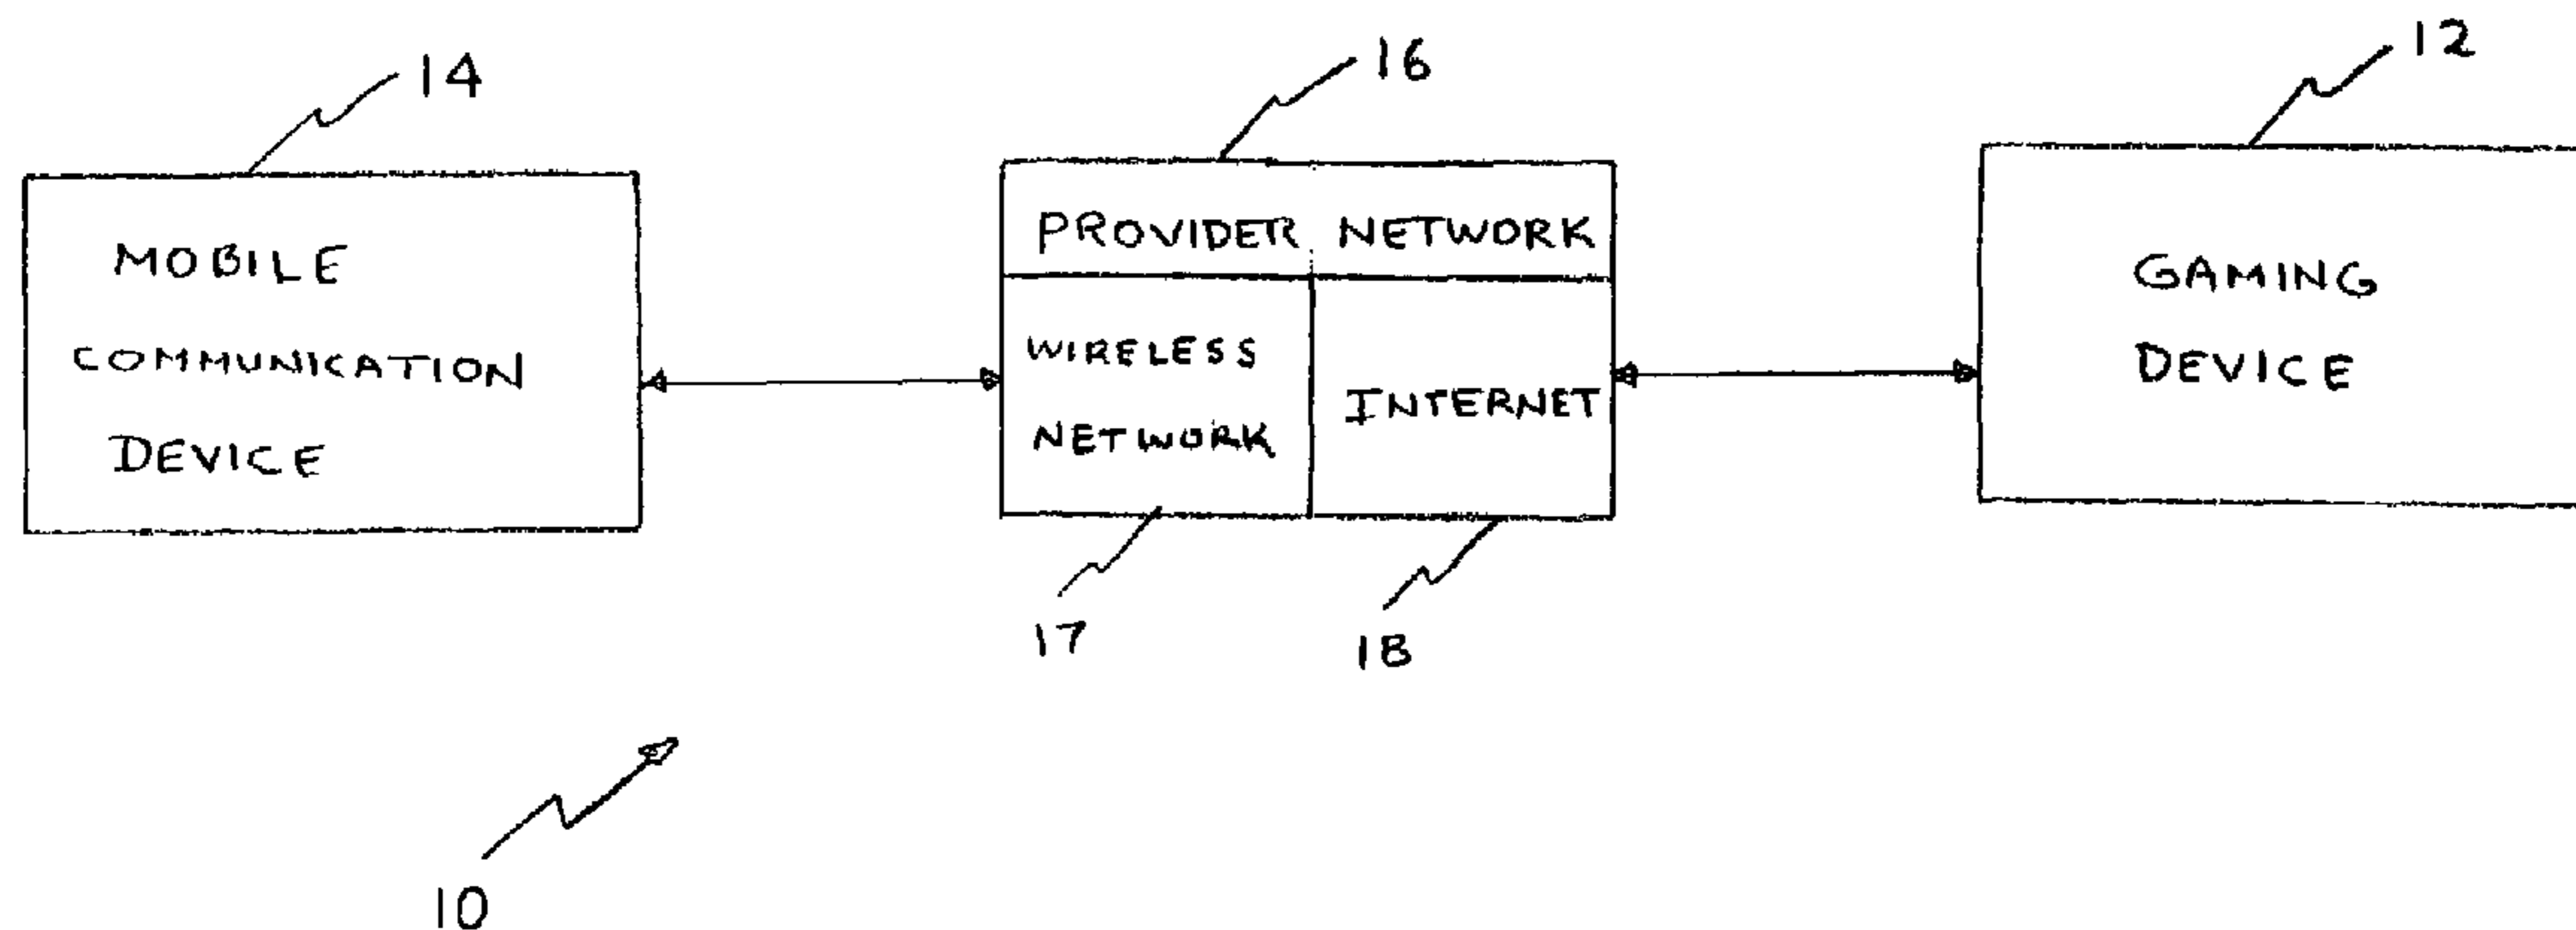 14
16
12
MOBILE
COMMUNICATION
DEVICE
PROVIDER NETWORK
WIRELESS
NETWORK
INTERNET
GAMING
DEVICE
17
18
10